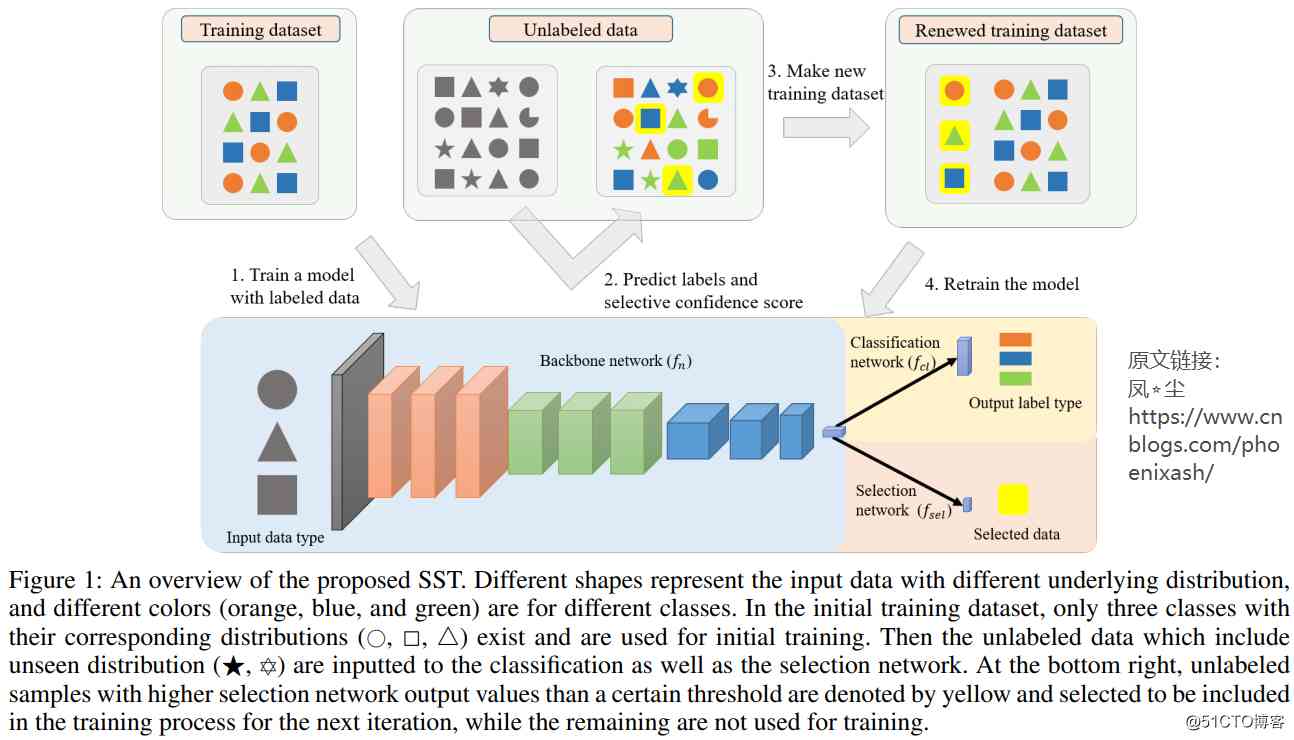 Training dataset
Unlabeled data
Renewed training dataset
3. Make new
training dataset
1. Train a model
with labeled data
2. Predict labels and
selective confidence score
4. Retrain the model
Backbone network (fₙ)
Classification
network (f_cl)
Output label type
Selection
network (f_sel)
Selected data
Input data type
原文链接：
凤⭒尘
https://www.cn
blogs.com/pho
enixash/
Figure 1: An overview of the proposed SST. Different shapes represent the input data with different underlying distribution,
and different colors (orange, blue, and green) are for different classes. In the initial training dataset, only three classes with
their corresponding distributions (○, □, △) exist and are used for initial training. Then the unlabeled data which include
unseen distribution (★, ✡) are inputted to the classification as well as the selection network. At the bottom right, unlabeled
samples with higher selection network output values than a certain threshold are denoted by yellow and selected to be included
in the training process for the next iteration, while the remaining are not used for training.
@51CTO博客